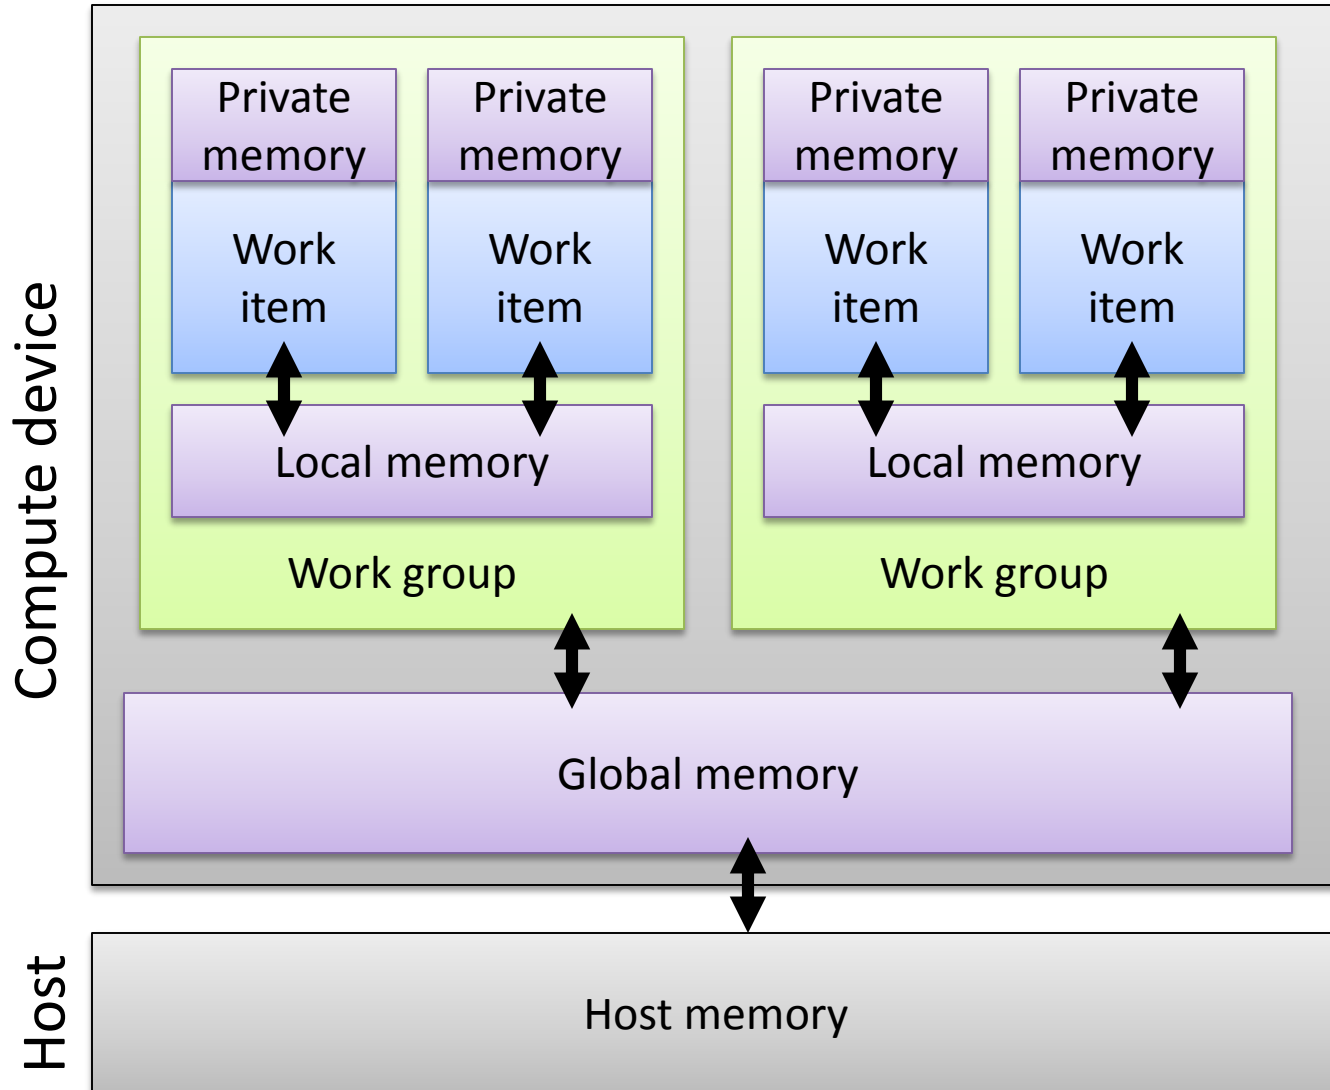 Private
memory
Private
memory
Private
memory
Private
memory
Work
item
Work
item
Work
item
Work
item
Local memory
Local memory
Work group
Work group
Compute device
Global memory
Host
Host memory